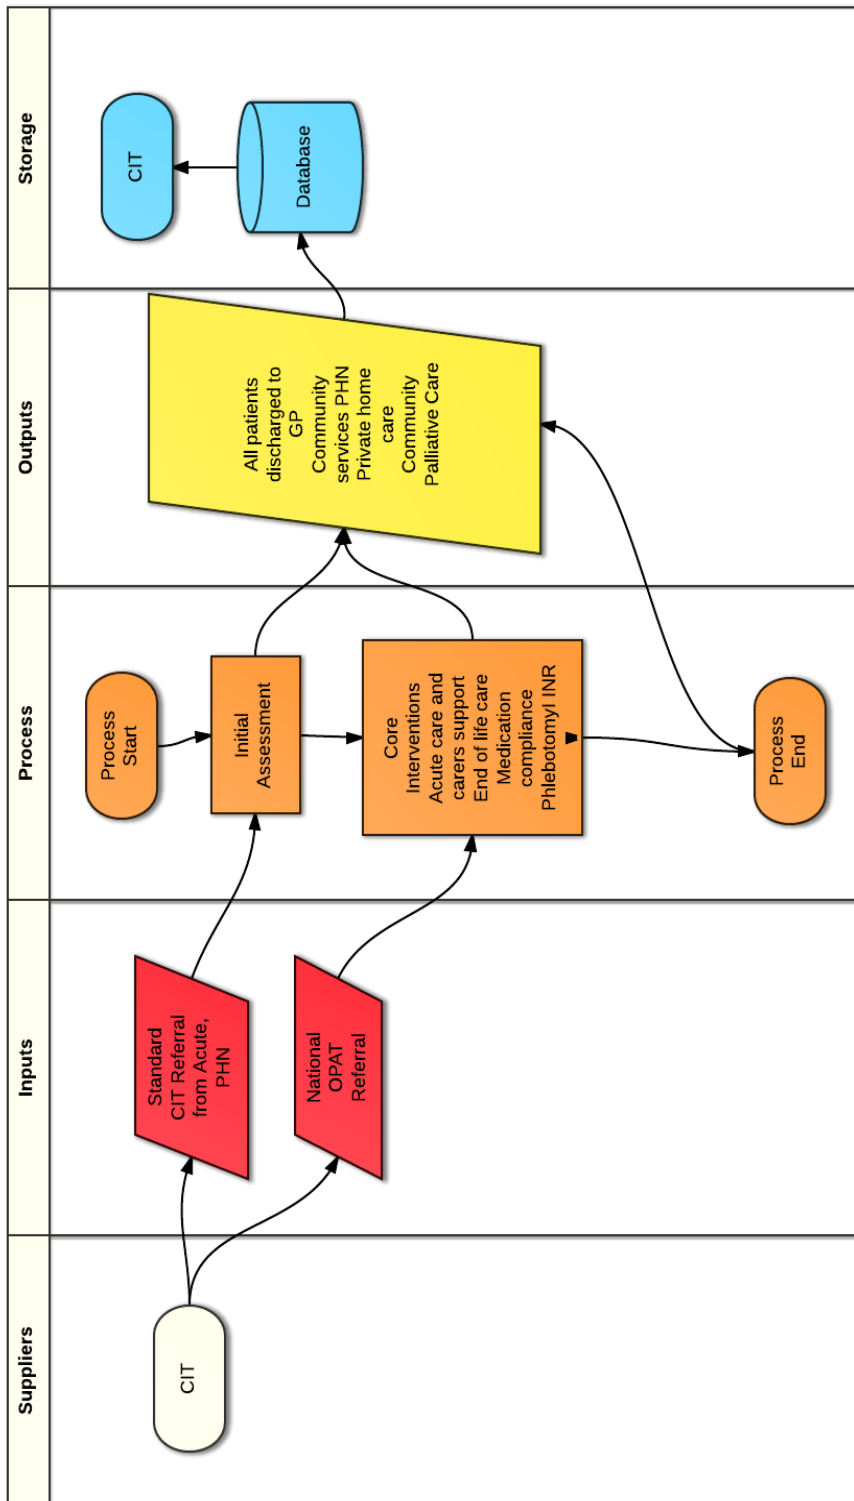 Suppliers
Inputs
Process
Outputs
Storage
CIT
Standard
CIT Referral
from Acute,
PHN
National
OPAT
Referral
Process
Start
Initial
Assessment
Core
Interventions
Acute care and
carers support
End of life care
Medication
compliance
Phlebotomyl INR
Process
End
All patients
discharged to
GP
Community
services PHN
Private home
care
Community
Palliative Care
CIT
Database